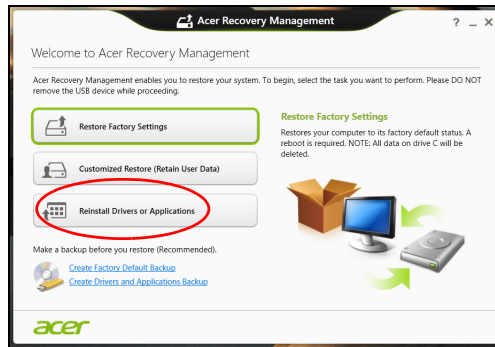 Acer Recovery Management
? _ X
Welcome to Acer Recovery Management
Acer Recovery Management enables you to restore your system. To begin, select the task you want to perform. Please DO NOT
remove the USB device while proceeding.
Restore Factory Settings
Customized Restore (Retain User Data)
Reinstall Drivers or Applications
Restore Factory Settings
Restores your computer to its factory default status. A
reboot is required. NOTE: All data on drive C will be
deleted.
Make a backup before you restore (Recommended).
Create Factory Default Backup
Create Drivers and Applications Backup
acer